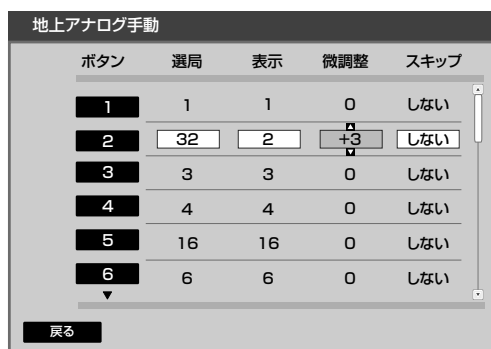 地上アナログ手動
ボタン 選局 表示 微調整 スキップ
1 1 1 0 しない
2 32 2 +3 しない
3 3 3 0 しない
4 4 4 0 しない
5 16 16 0 しない
6 6 6 0 しない
戻る